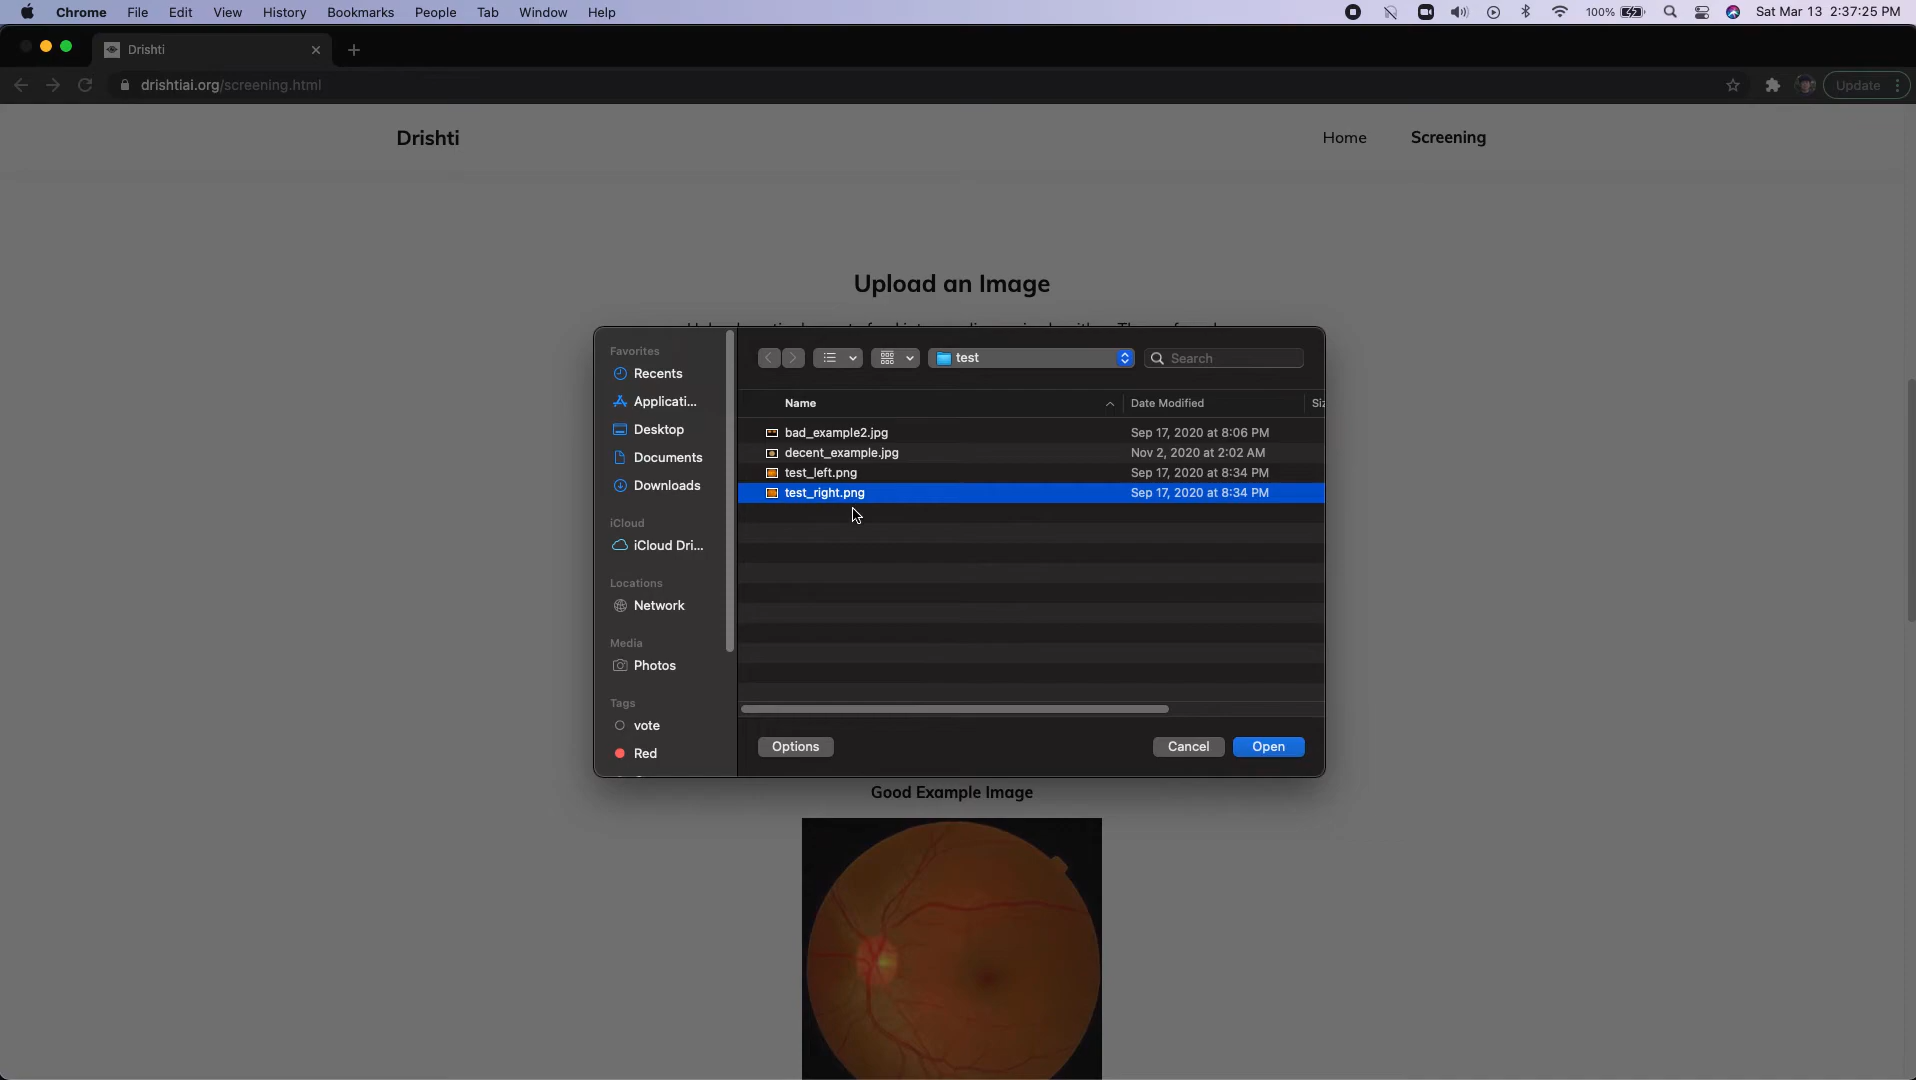 Chrome File Edit View History Bookmarks People Tab Window Help 100% Sat Mar 13 2:37:25 PM
Drishti
drishtiai.org/screening.html Update
Drishti Home Screening
Upload an Image
Favorites
Recents
Applicati...
Desktop
Documents
Downloads
iCloud
iCloud Dri...
Locations
Network
Media
Photos
Tags
vote
Red
test Search
Name Date Modified Siz
bad_example2.jpg Sep 17, 2020 at 8:06 PM
decent_example.jpg Nov 2, 2020 at 2:02 AM
test_left.png Sep 17, 2020 at 8:34 PM
test_right.png Sep 17, 2020 at 8:34 PM
Options Cancel Open
Good Example Image